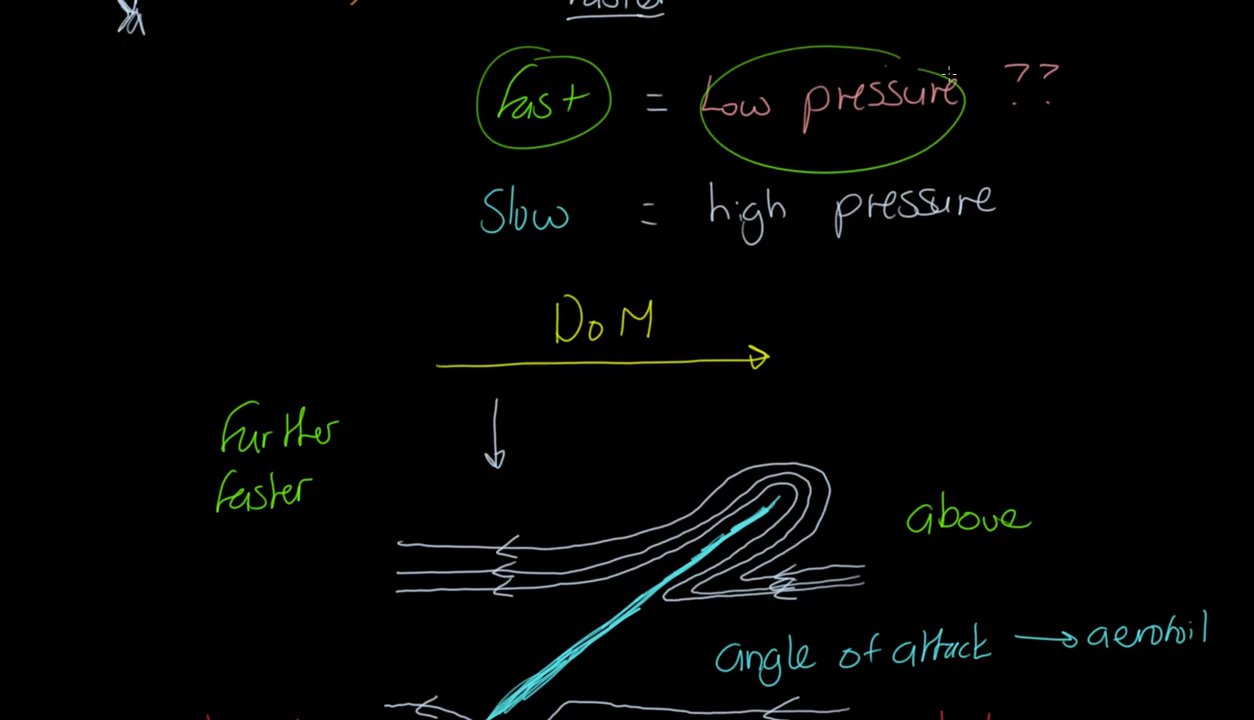 fast = Low pressure ??
Slow = high pressure
DoM
further
faster
above
angle of attack → aerofoil